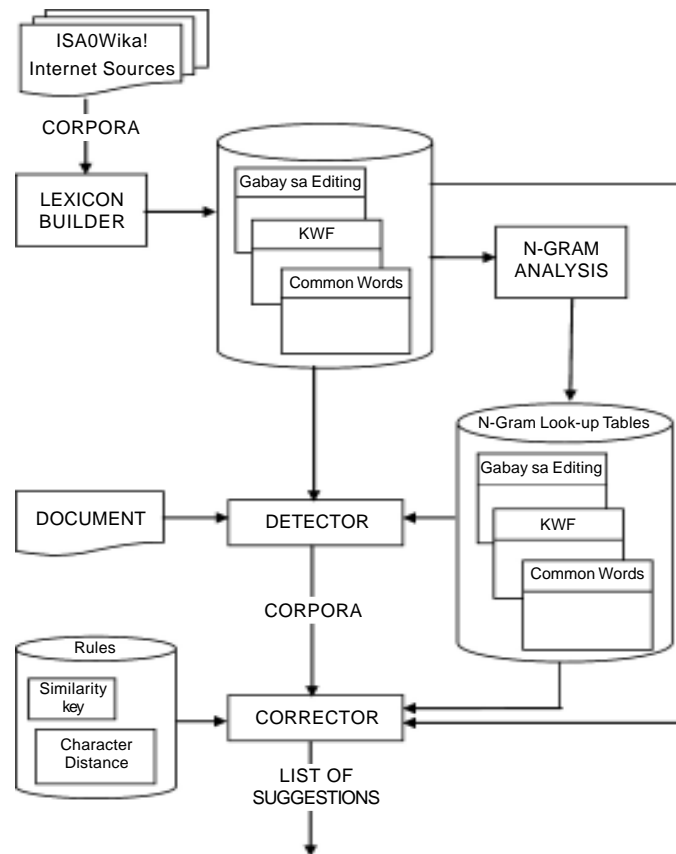 ISA0Wika!
Internet Sources
CORPORA
LEXICON
BUILDER
Gabay sa Editing
KWF
Common Words
N-GRAM
ANALYSIS
N-Gram Look-up Tables
Gabay sa Editing
KWF
Common Words
DOCUMENT
DETECTOR
CORPORA
Rules
Similarity
key
Character
Distance
CORRECTOR
LIST OF
SUGGESTIONS